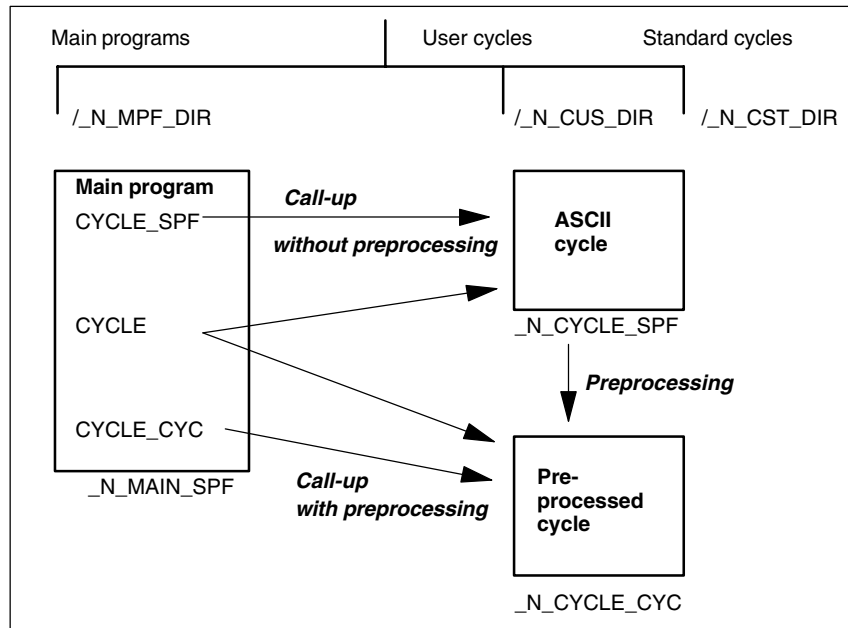 Main programs
User cycles
Standard cycles
/_N_MPF_DIR
/_N_CUS_DIR
/_N_CST_DIR
Main program
CYCLE_SPF
Call-up
without preprocessing
ASCII
cycle
CYCLE
_N_CYCLE_SPF
Preprocessing
CYCLE_CYC
_N_MAIN_SPF
Call-up
with preprocessing
Pre-
processed
cycle
_N_CYCLE_CYC